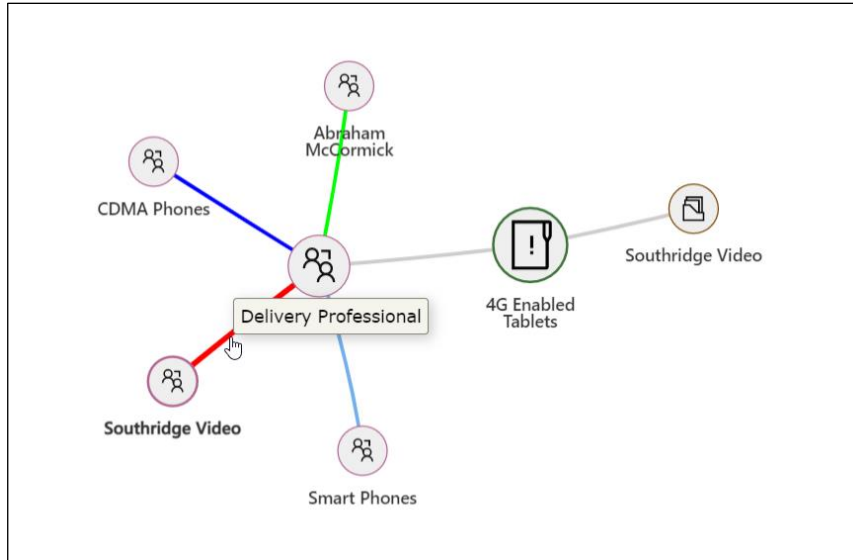 Abraham
McCormick
CDMA Phones
Southridge Video
4G Enabled
Tablets
Delivery Professional
Southridge Video
Smart Phones